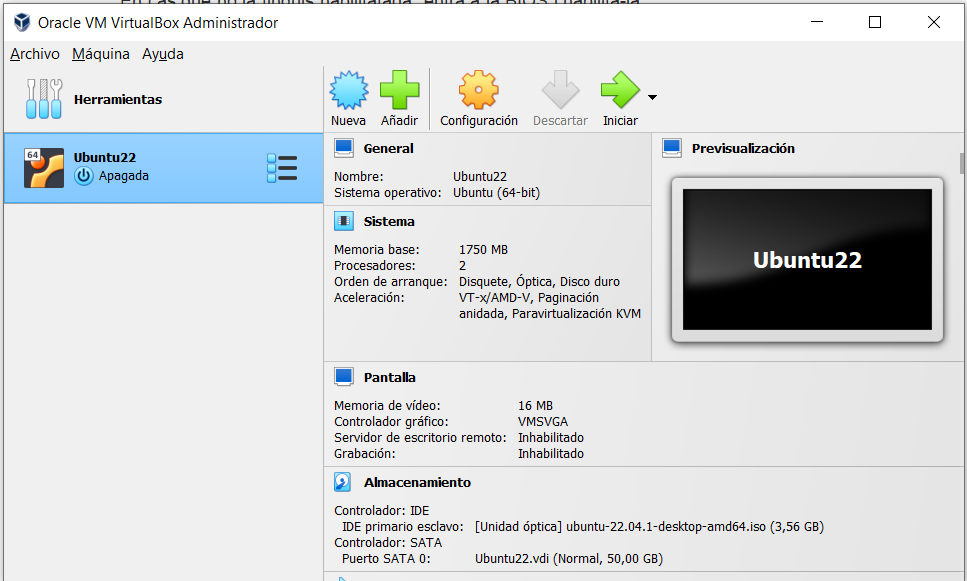 Oracle VM VirtualBox Administrador
Archivo Máquina Ayuda
Herramientas
Nueva Añadir Configuración Descartar Iniciar
64 Ubuntu22
Apagada
General
Nombre: Ubuntu22
Sistema operativo: Ubuntu (64-bit)
Previsualización
Ubuntu22
Sistema
Memoria base: 1750 MB
Procesadores: 2
Orden de arranque: Disquete, Óptica, Disco duro
Aceleración: VT-x/AMD-V, Paginación
anidada, Paravirtualización KVM
Pantalla
Memoria de vídeo: 16 MB
Controlador gráfico: VMSVGA
Servidor de escritorio remoto: Inhabilitado
Grabación: Inhabilitado
Almacenamiento
Controlador: IDE
IDE primario esclavo: [Unidad óptica] ubuntu-22.04.1-desktop-amd64.iso (3,56 GB)
Controlador: SATA
Puerto SATA 0: Ubuntu22.vdi (Normal, 50,00 GB)